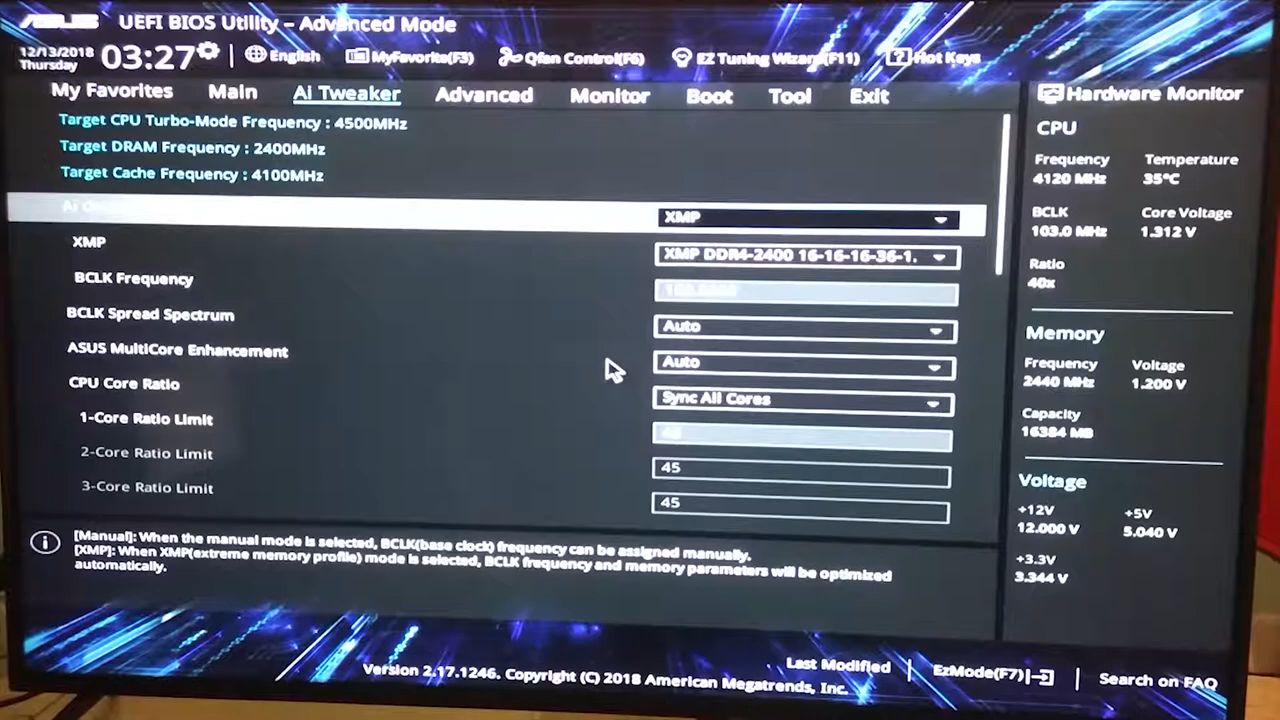 ASUS UEFI BIOS Utility – Advanced Mode
12/13/2018
Thursday
03:27
English
MyFavorite(F3)
Qfan Control(F6)
EZ Tuning Wizard(F11)
Hot Keys
My Favorites
Main
Ai Tweaker
Advanced
Monitor
Boot
Tool
Exit
Target CPU Turbo-Mode Frequency : 4500MHz
Target DRAM Frequency : 2400MHz
Target Cache Frequency : 4100MHz
Ai
XMP
XMP
XMP DDR4-2400 16-16-16-36-1.
BCLK Frequency
BCLK Spread Spectrum
Auto
ASUS MultiCore Enhancement
Auto
CPU Core Ratio
Sync All Cores
1-Core Ratio Limit
45
2-Core Ratio Limit
45
3-Core Ratio Limit
45
[Manual]: When the manual mode is selected, BCLK(base clock) frequency can be assigned manually.
[XMP]: When XMP(extreme memory profile) mode is selected, BCLK frequency and memory parameters will be optimized
automatically.
Hardware Monitor
CPU
Frequency
4120 MHz
Temperature
35°C
BCLK
103.0 MHz
Core Voltage
1.312 V
Ratio
40x
Memory
Frequency
2440 MHz
Voltage
1.200 V
Capacity
16384 MB
Voltage
+12V
12.000 V
+5V
5.040 V
+3.3V
3.344 V
Last Modified
EzMode(F7)
Search on FAQ
Version 2.17.1246. Copyright (C) 2018 American Megatrends, Inc.